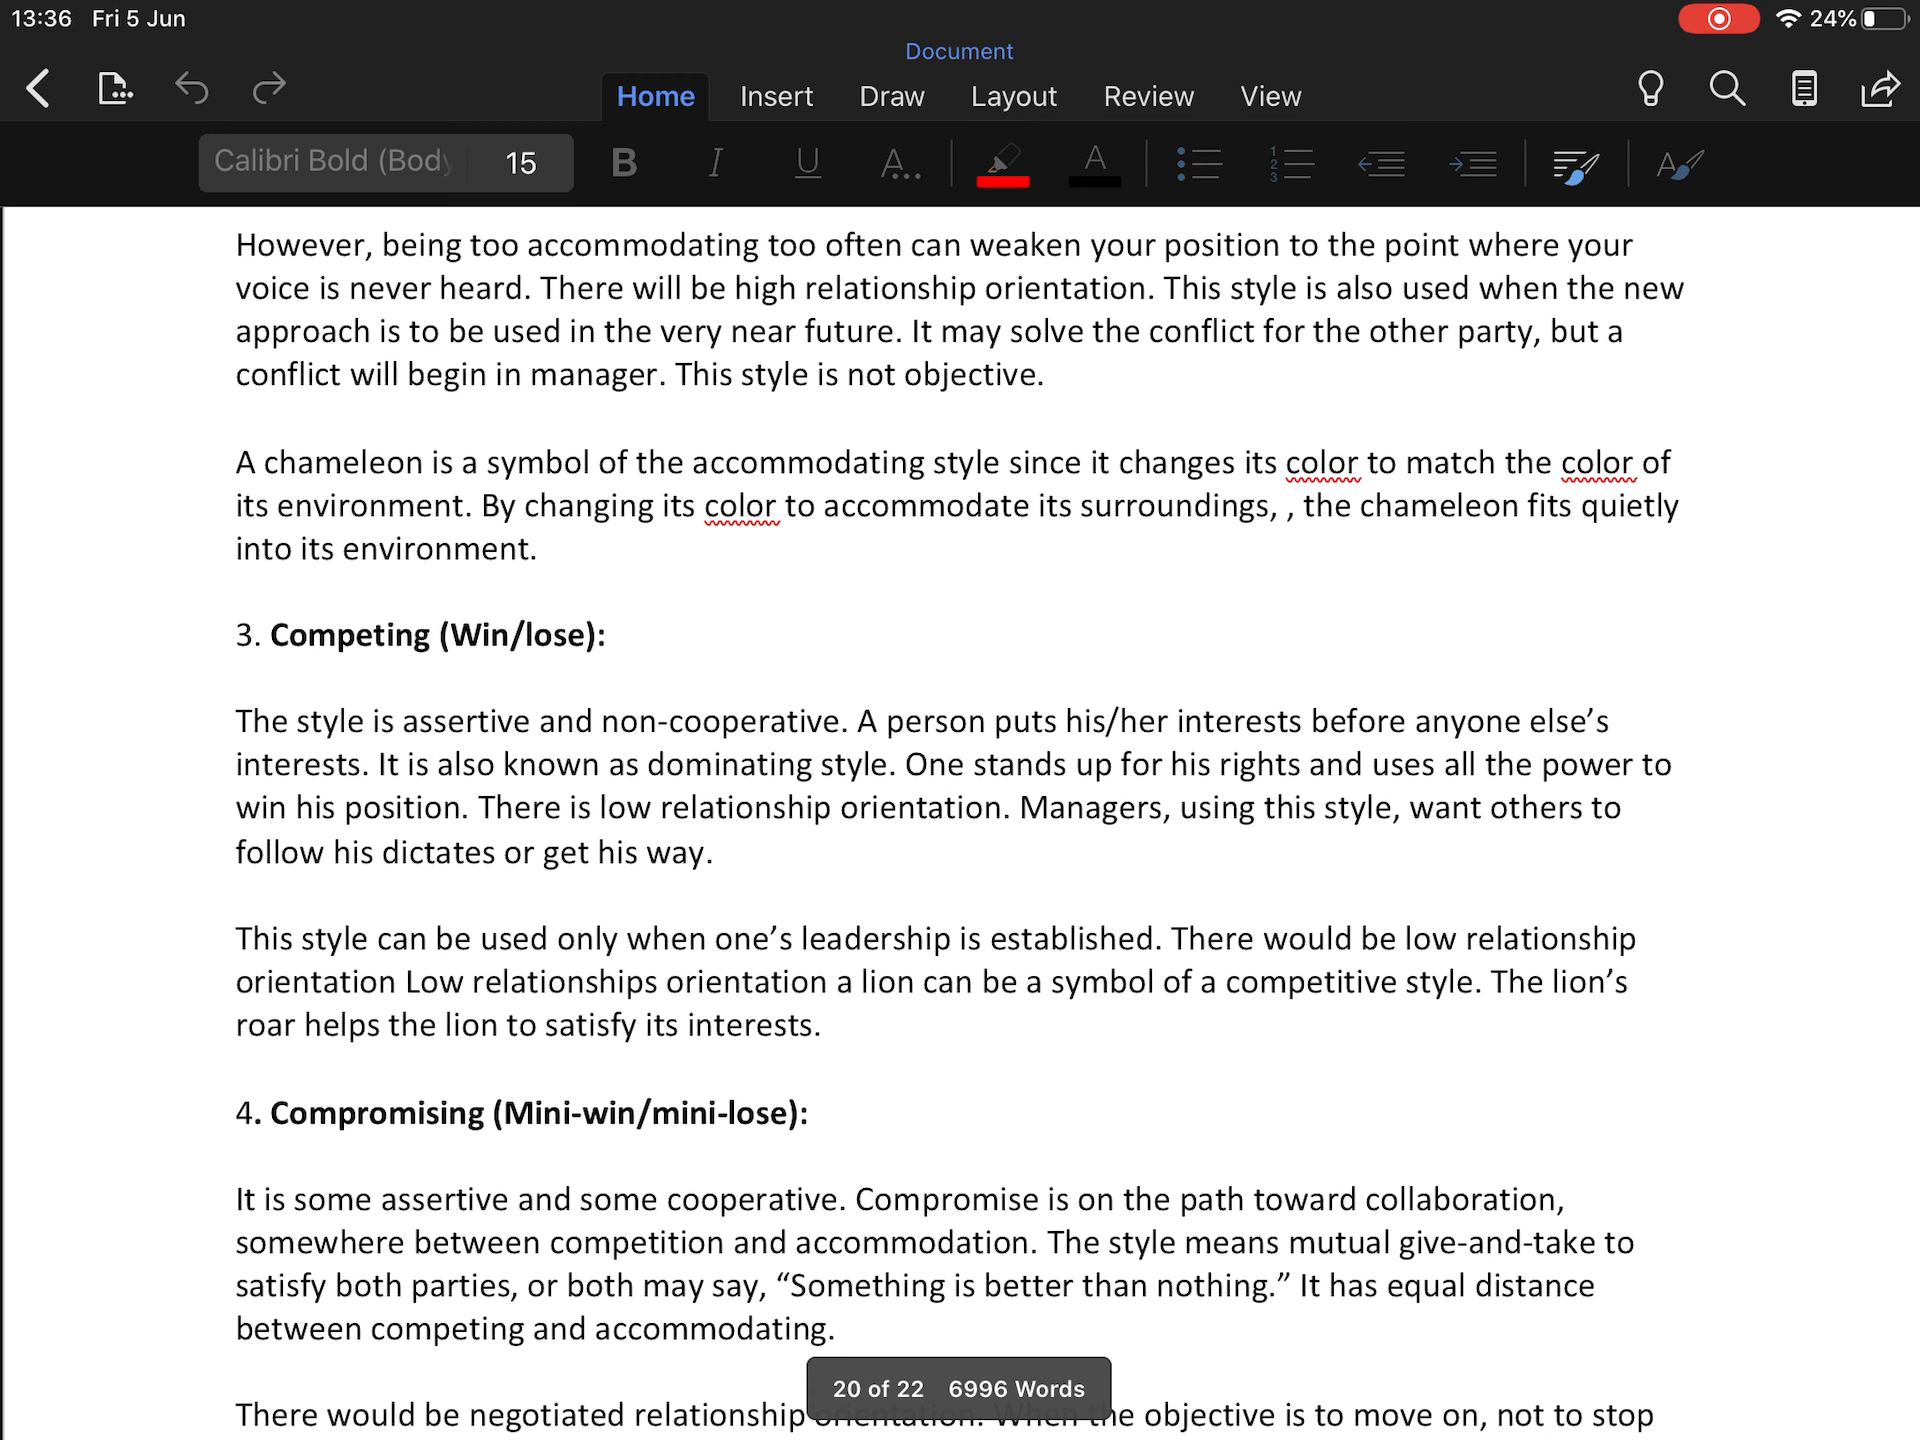 13:36 Fri 5 Jun
24%
Document
Home Insert Draw Layout Review View
Calibri Bold (Body 15 B I U A... A
However, being too accommodating too often can weaken your position to the point where your
voice is never heard. There will be high relationship orientation. This style is also used when the new
approach is to be used in the very near future. It may solve the conflict for the other party, but a
conflict will begin in manager. This style is not objective.
A chameleon is a symbol of the accommodating style since it changes its color to match the color of
its environment. By changing its color to accommodate its surroundings, , the chameleon fits quietly
into its environment.
3. Competing (Win/lose):
The style is assertive and non-cooperative. A person puts his/her interests before anyone else’s
interests. It is also known as dominating style. One stands up for his rights and uses all the power to
win his position. There is low relationship orientation. Managers, using this style, want others to
follow his dictates or get his way.
This style can be used only when one’s leadership is established. There would be low relationship
orientation Low relationships orientation a lion can be a symbol of a competitive style. The lion’s
roar helps the lion to satisfy its interests.
4. Compromising (Mini-win/mini-lose):
It is some assertive and some cooperative. Compromise is on the path toward collaboration,
somewhere between competition and accommodation. The style means mutual give-and-take to
satisfy both parties, or both may say, “Something is better than nothing.” It has equal distance
between competing and accommodating.
20 of 22 6996 Words
There would be negotiated relationship orientation. When the objective is to move on, not to stop